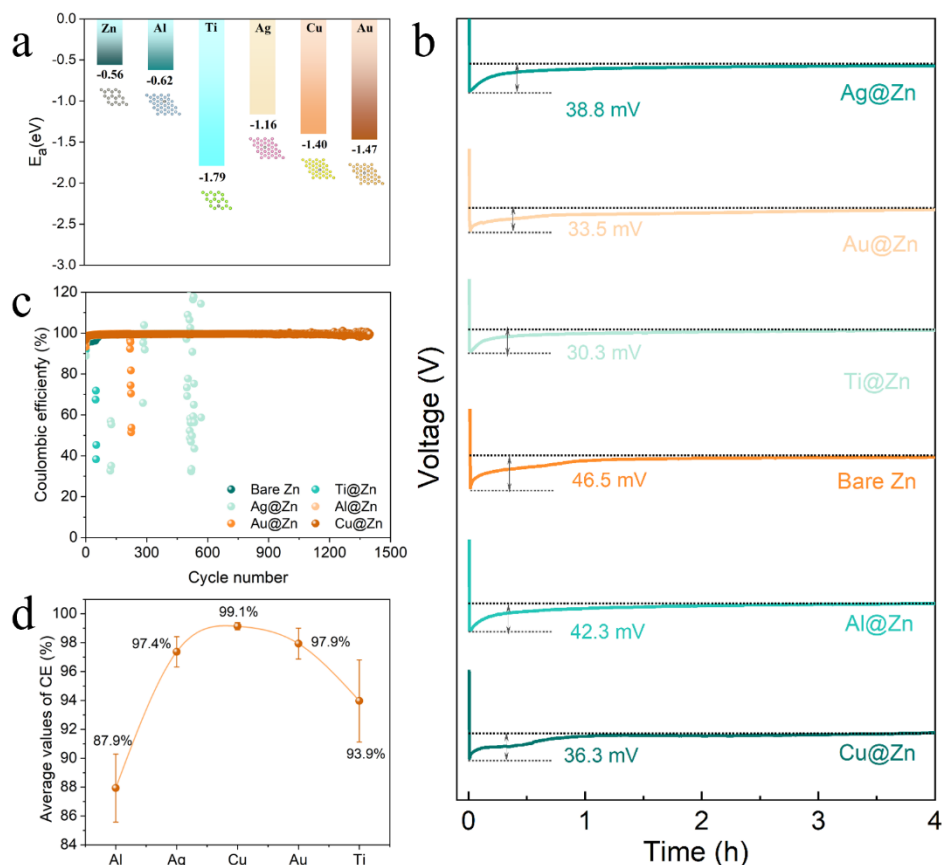 a
0.0
-0.5
-1.0
-1.5
-2.0
-2.5
-3.0
E_a(eV)
Zn Al Ti Ag Cu Au
-0.56
-0.62
-1.79
-1.16
-1.40
-1.47
b
Ag@Zn
38.8 mV
Au@Zn
33.5 mV
Ti@Zn
30.3 mV
Bare Zn
46.5 mV
Al@Zn
42.3 mV
Cu@Zn
36.3 mV
Voltage (V)
0 1 2 3 4
Time (h)
c
120
100
80
60
40
20
0
Coulombic efficienfy (%)
Bare Zn Ti@Zn
Ag@Zn Al@Zn
Au@Zn Cu@Zn
0 300 600 900 1200 1500
Cycle number
d
100
98
96
94
92
90
88
86
84
Average values of CE (%)
87.9%
97.4%
99.1%
97.9%
93.9%
Al Ag Cu Au Ti